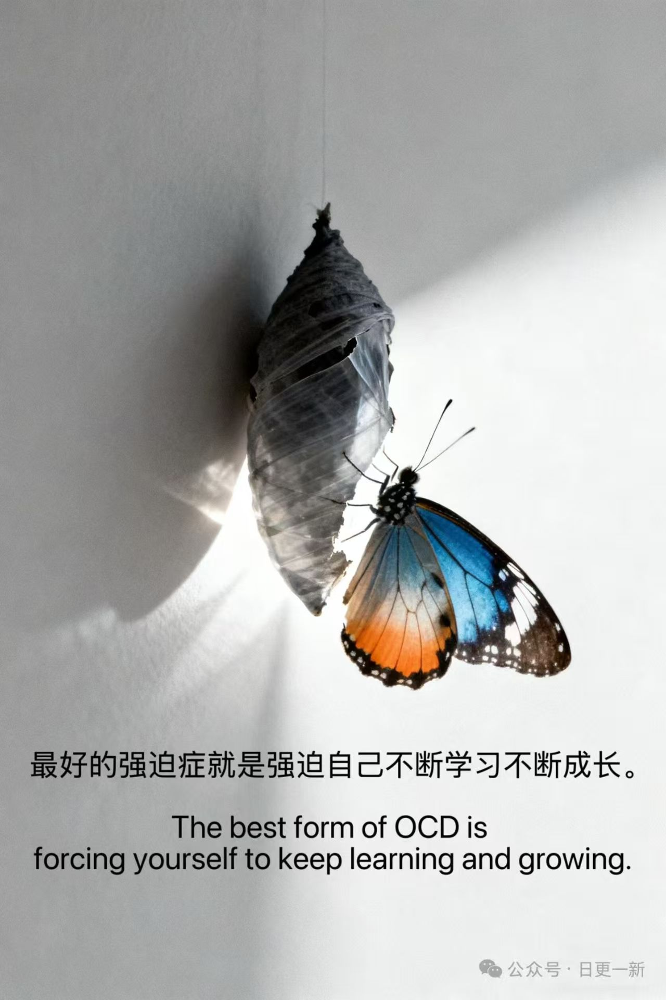 最好的强迫症就是强迫自己不断学习不断成长。
The best form of OCD is
forcing yourself to keep learning and growing.
公众号 · 日更一新